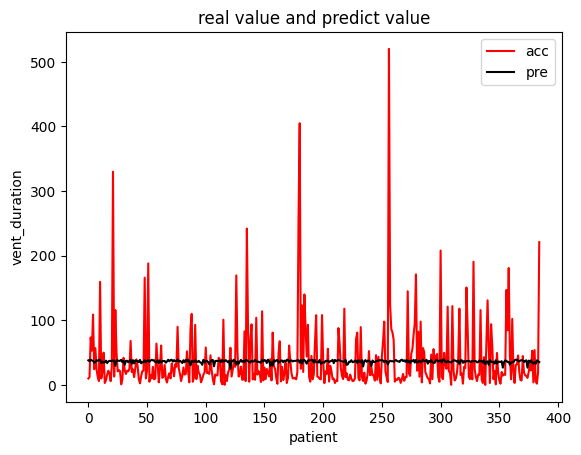 real value and predict value
acc
pre
vent_duration
500
400
300
200
100
0
0 50 100 150 200 250 300 350 400
patient